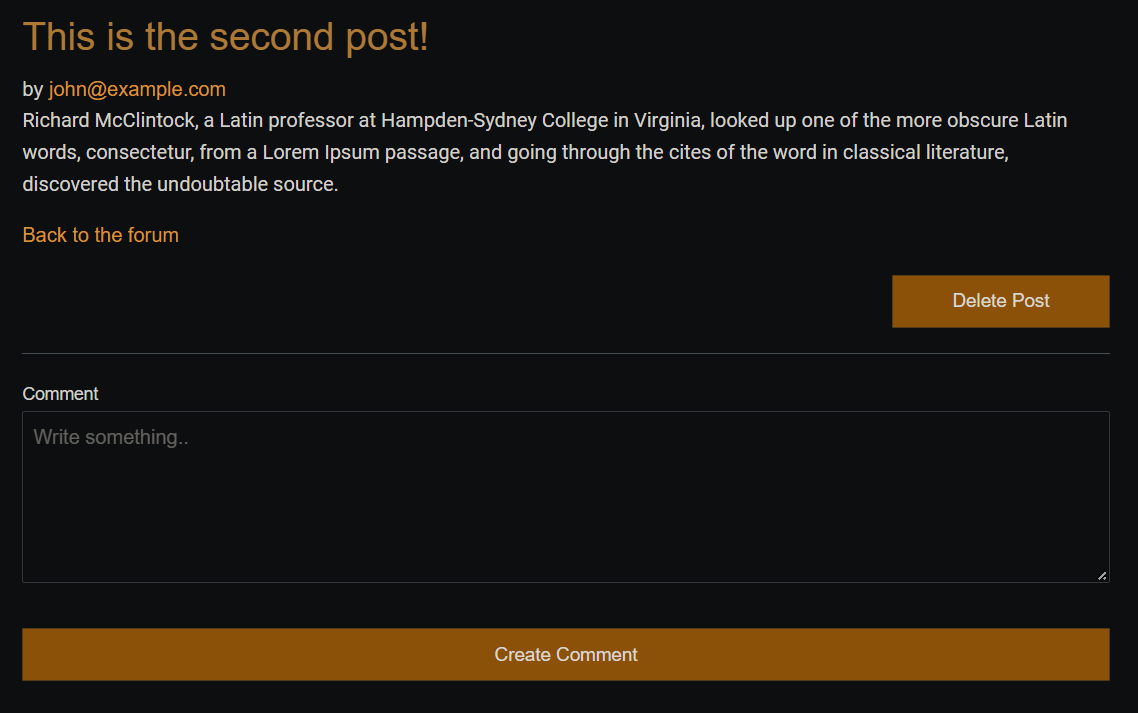 This is the second post!
by john@example.com
Richard McClintock, a Latin professor at Hampden-Sydney College in Virginia, looked up one of the more obscure Latin
words, consectetur, from a Lorem Ipsum passage, and going through the cites of the word in classical literature,
discovered the undoubtable source.
Back to the forum
Delete Post
Comment
Write something..
Create Comment